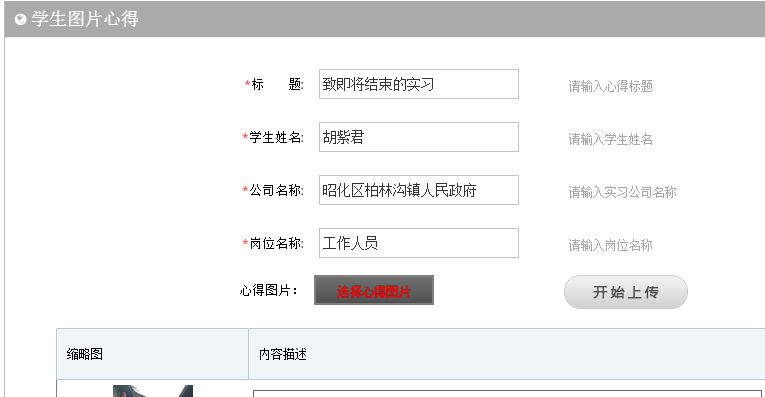 学生图片心得
*标 题: 致即将结束的实习 请输入心得标题
*学生姓名: 胡紫君 请输入学生姓名
*公司名称: 昭化区柏林沟镇人民政府 请输入实习公司名称
*岗位名称: 工作人员 请输入岗位名称
心得图片： 选择心得图片 开始上传
缩略图 内容描述